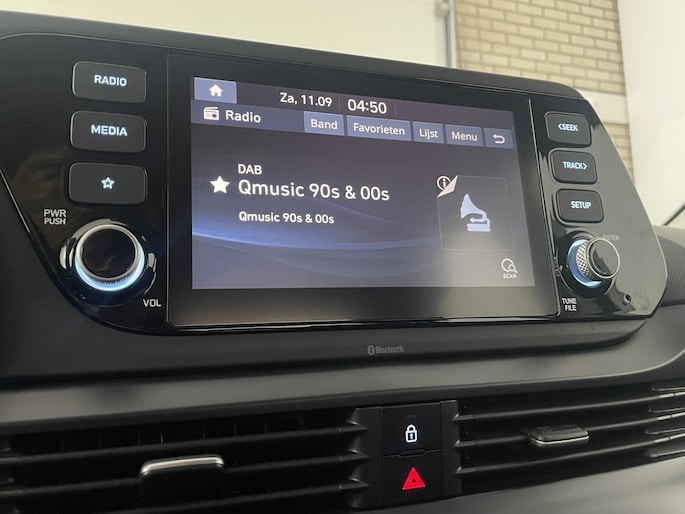 RADIO
MEDIA
PWR
PUSH
VOL
Za, 11.09 04:50
Radio Band Favorieten Lijst Menu
DAB
Qmusic 90s & 00s
Qmusic 90s & 00s
SCAN
<SEEK
TRACK>
SETUP
ENTER
TUNE
FILE
Bluetooth